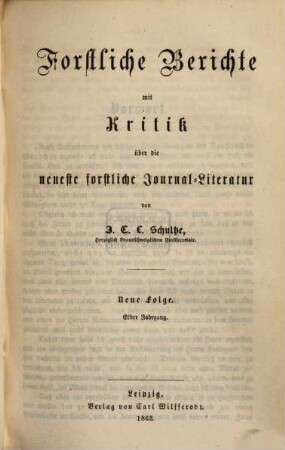 Forstliche Berichte
mit
Kritik
über die
neueste forstliche Journal-Literatur
von
J. C. L. Schultze,
Herzoglich Braunschweigischem Forstsecretair.
Neue Folge.
Elfter Jahrgang.
Leipzig,
Verlag von Carl Wilfferodt.
1863.